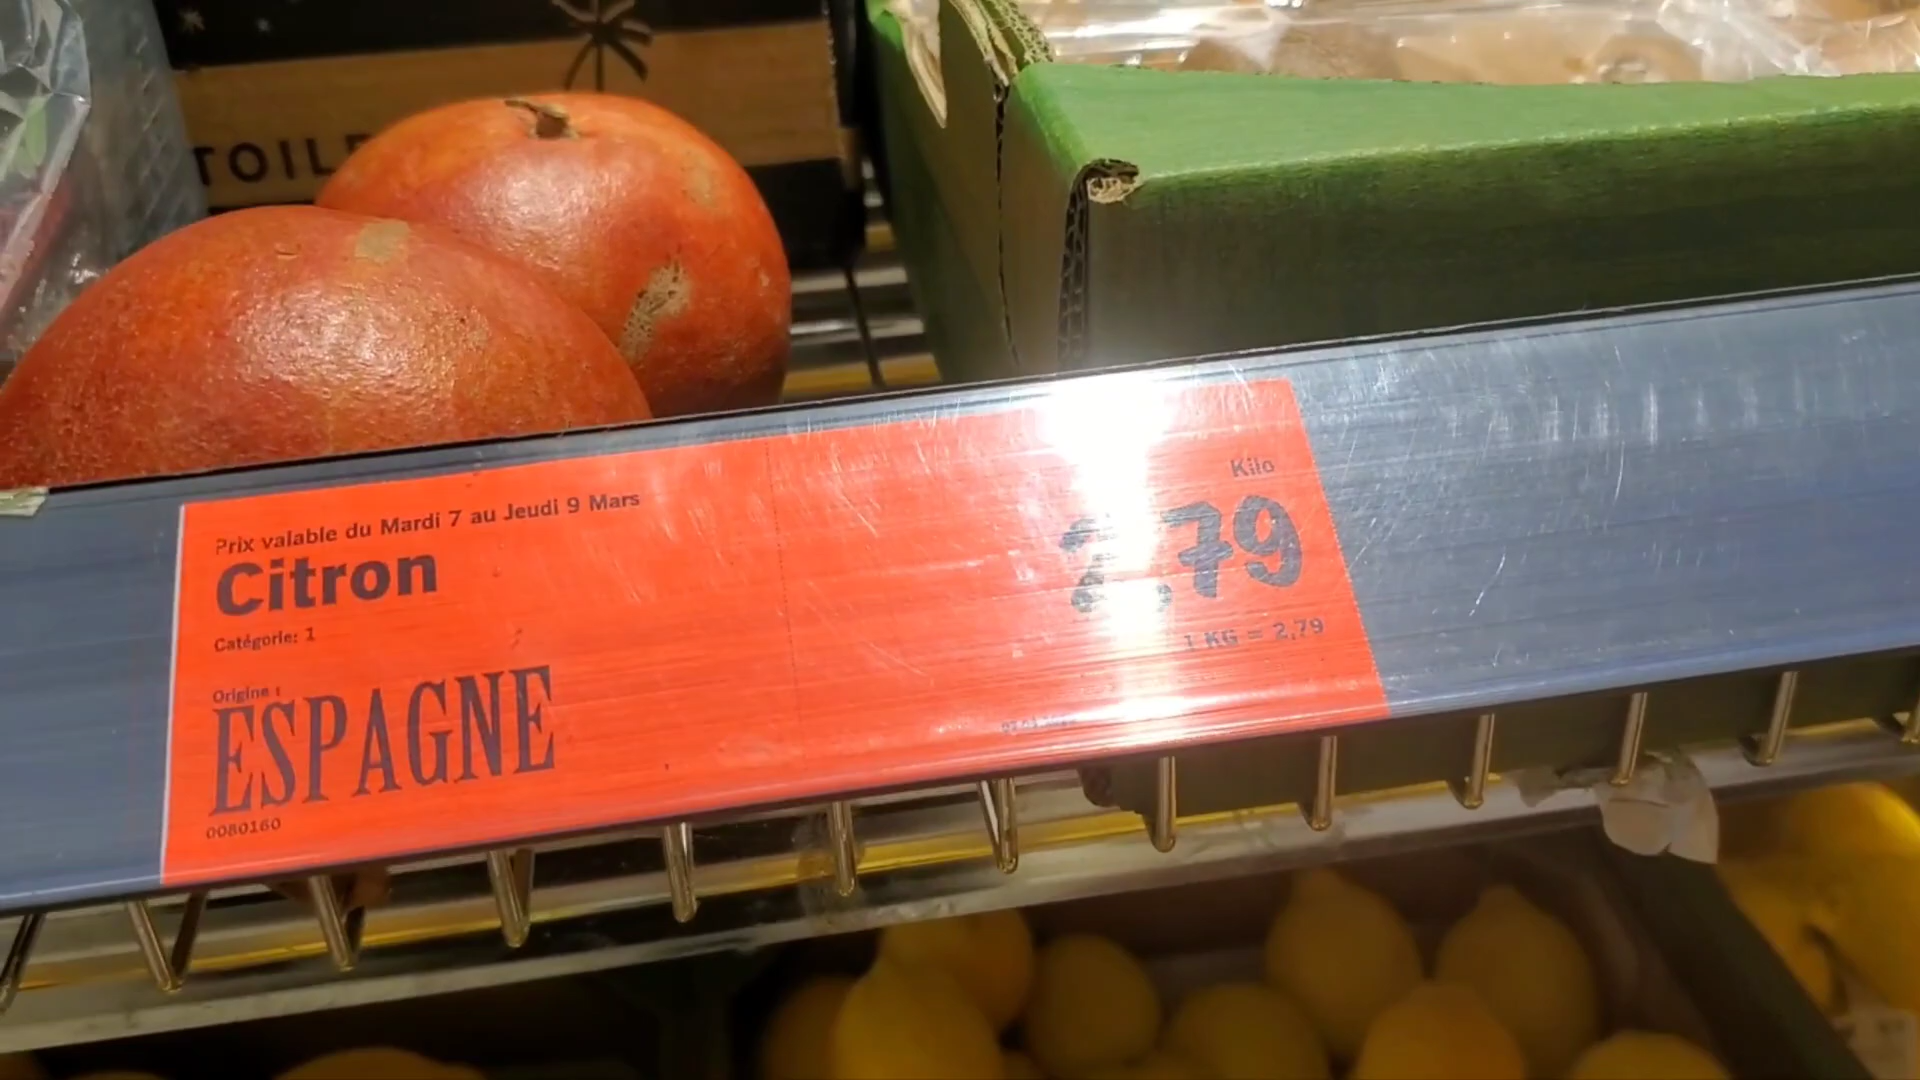 Prix valable du Mardi 7 au Jeudi 9 Mars
Citron
Catégorie: 1
Origine :
ESPAGNE
0080160
Kilo
2,79
1 KG = 2,79